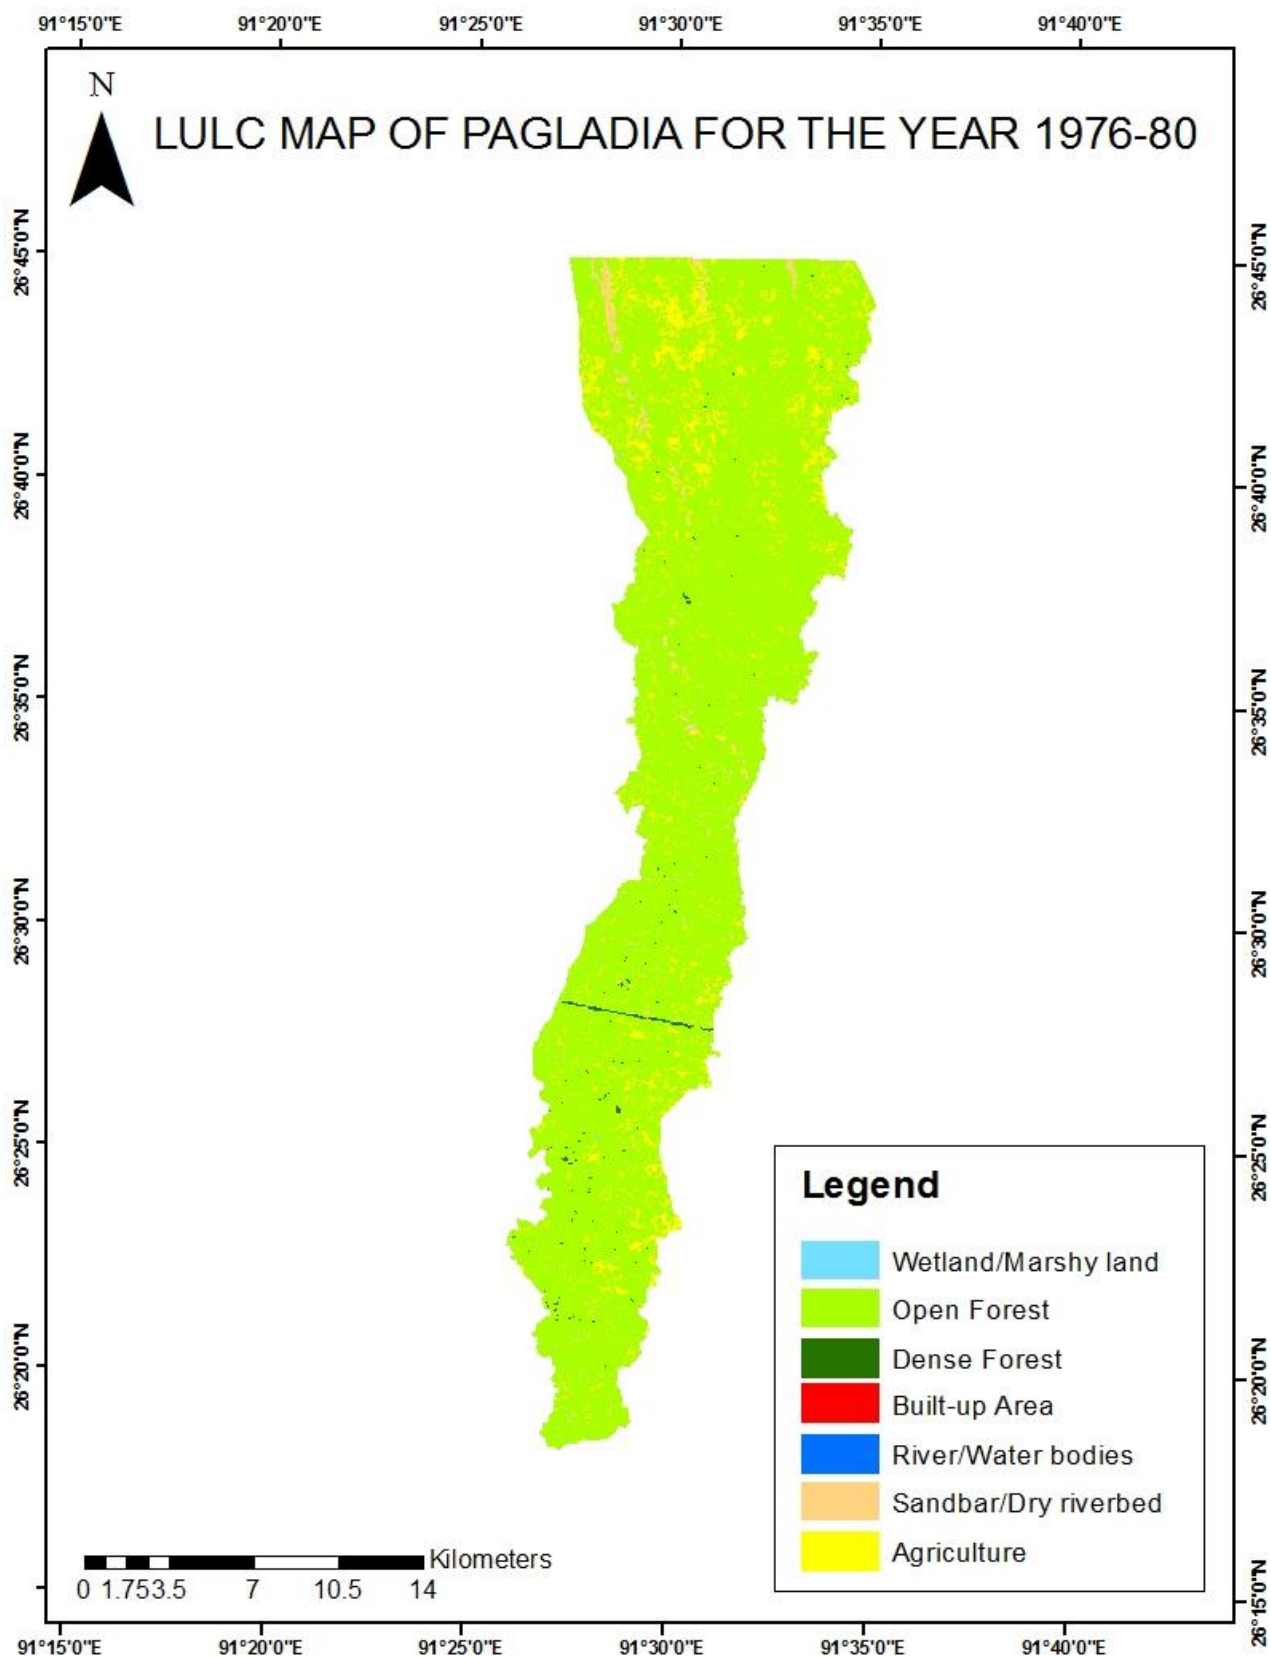 91°15'0"E 91°20'0"E 91°25'0"E 91°30'0"E 91°35'0"E 91°40'0"E
N
LULC MAP OF PAGLADIA FOR THE YEAR 1976-80
26°45'0"N 26°45'0"N
26°40'0"N 26°40'0"N
26°35'0"N 26°35'0"N
26°30'0"N 26°30'0"N
26°25'0"N 26°25'0"N
26°20'0"N 26°20'0"N
26°15'0"N
Legend
Wetland/Marshy land
Open Forest
Dense Forest
Built-up Area
River/Water bodies
Sandbar/Dry riverbed
Agriculture
Kilometers
0 1.75 3.5 7 10.5 14
91°15'0"E 91°20'0"E 91°25'0"E 91°30'0"E 91°35'0"E 91°40'0"E